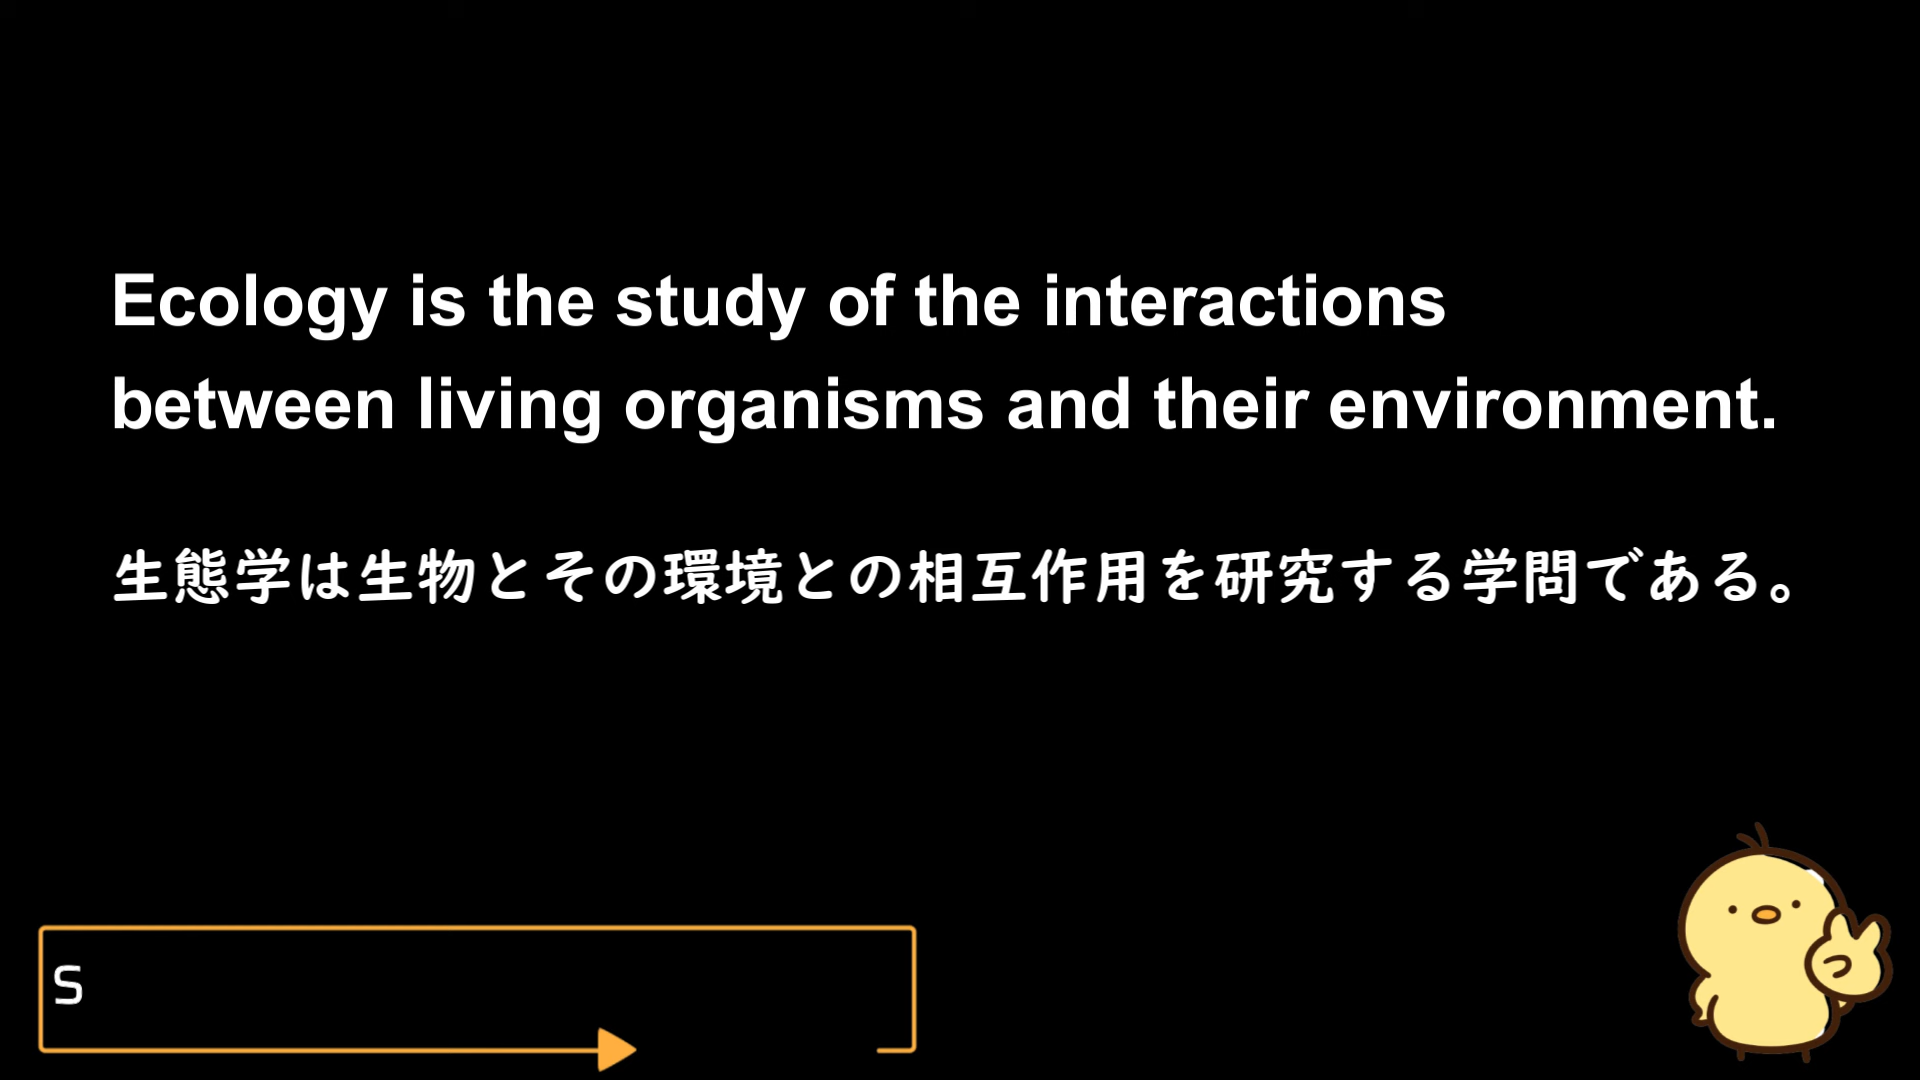 Ecology is the study of the interactions
between living organisms and their environment.
生態学は生物とその環境との相互作用を研究する学問である。
S